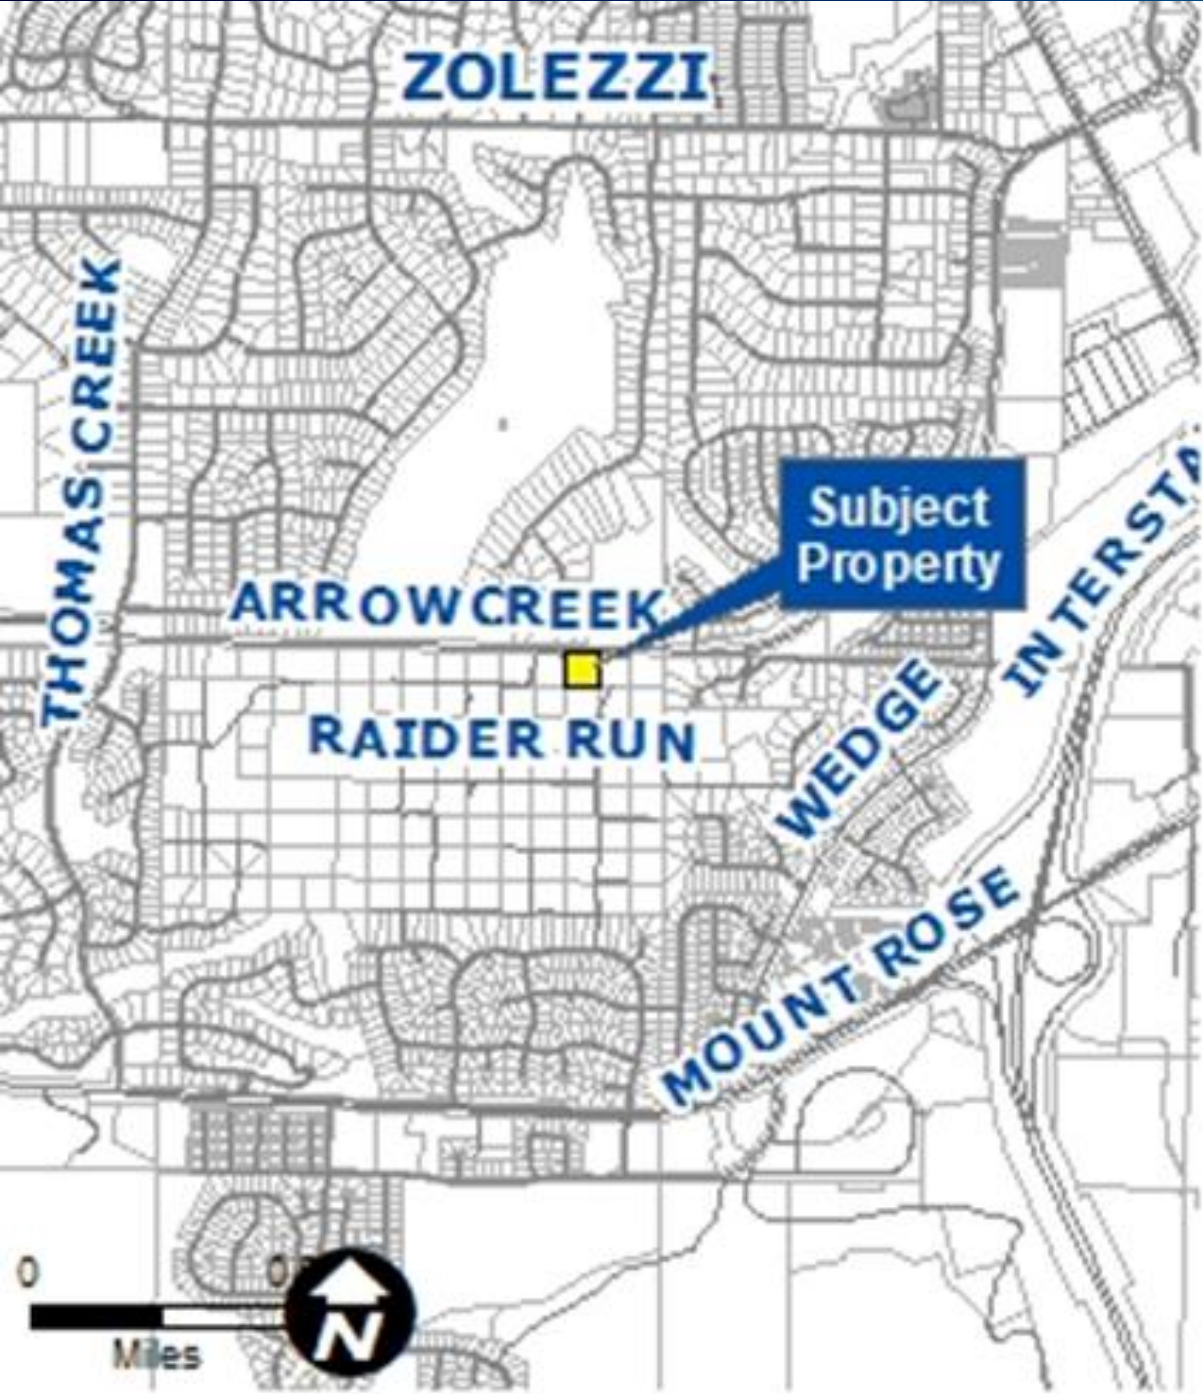 ZOLEZZI
THOMAS CREEK
Subject
Property
ARROWCREEK
INTERSTA
RAIDER RUN
WEDGE
MOUNT ROSE
0
Miles
N